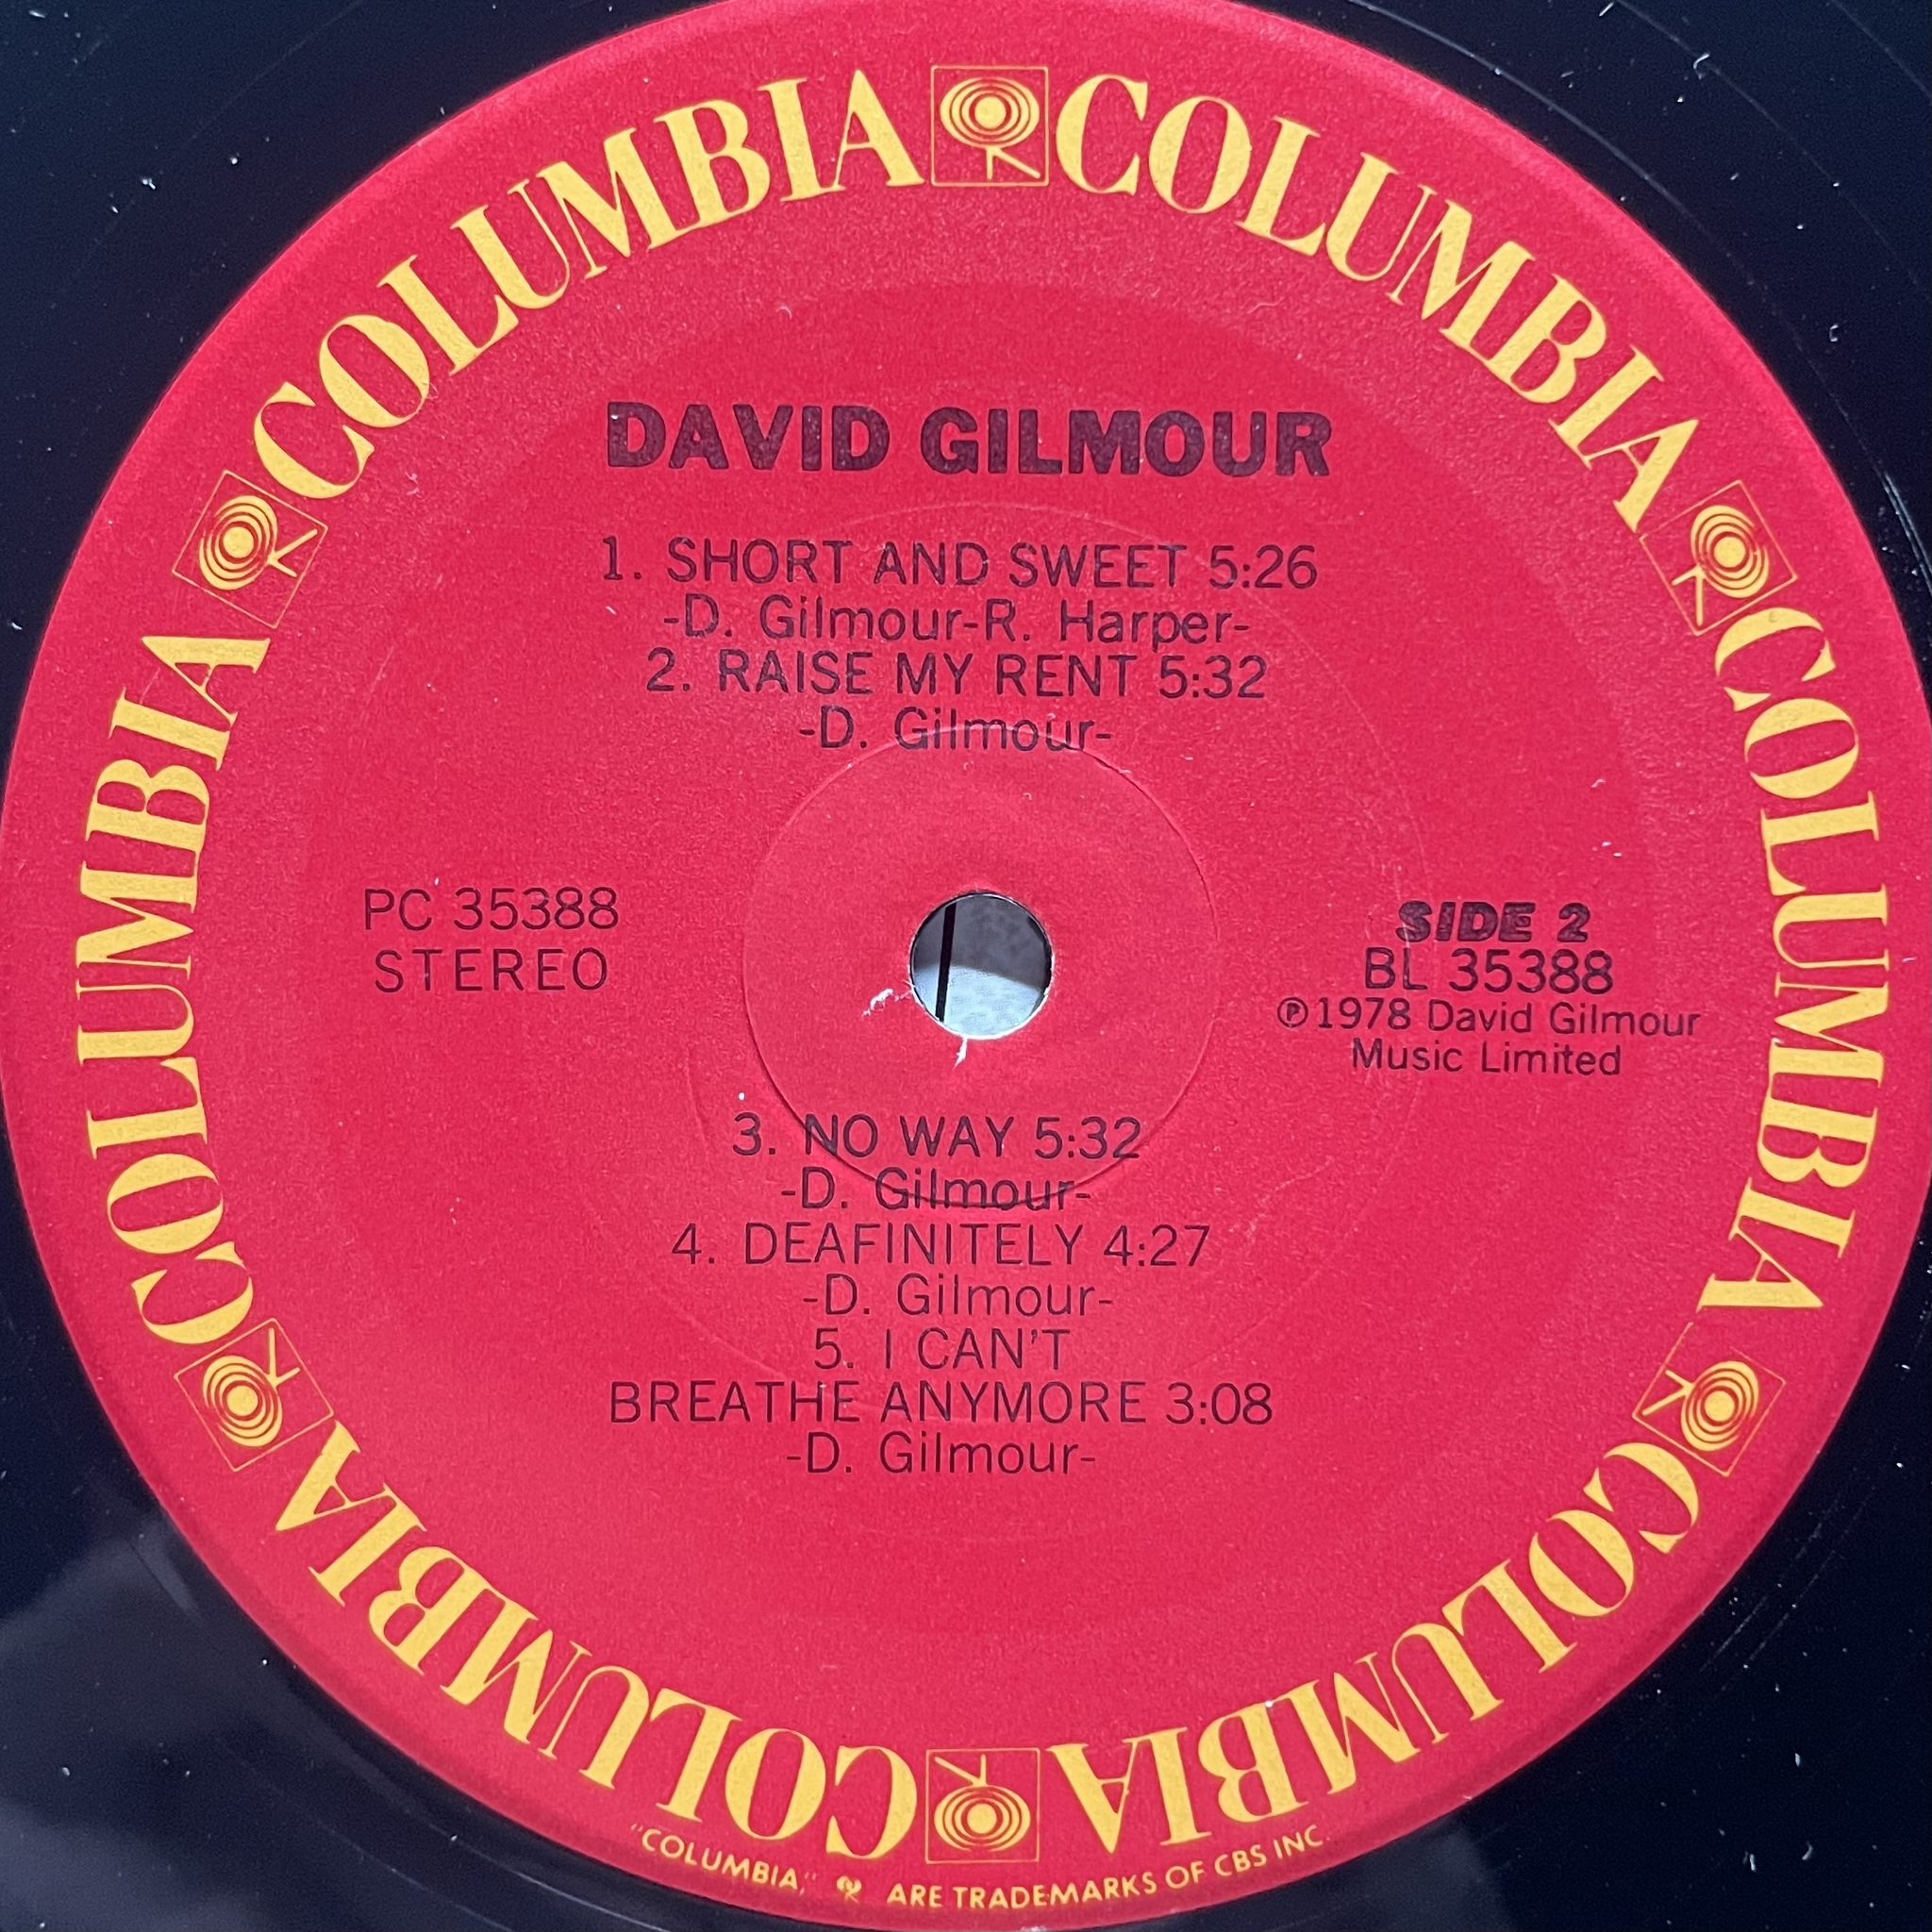 COLUMBIA COLUMBIA COLUMBIA COLUMBIA COLUMBIA COLUMBIA
DAVID GILMOUR
1. SHORT AND SWEET 5:26
-D. Gilmour-R. Harper-
2. RAISE MY RENT 5:32
-D. Gilmour-
PC 35388
STEREO
SIDE 2
BL 35388
℗1978 David Gilmour
Music Limited
3. NO WAY 5:32
-D. Gilmour-
4. DEAFINITELY 4:27
-D. Gilmour-
5. I CAN'T
BREATHE ANYMORE 3:08
-D. Gilmour-
"COLUMBIA," ARE TRADEMARKS OF CBS INC.